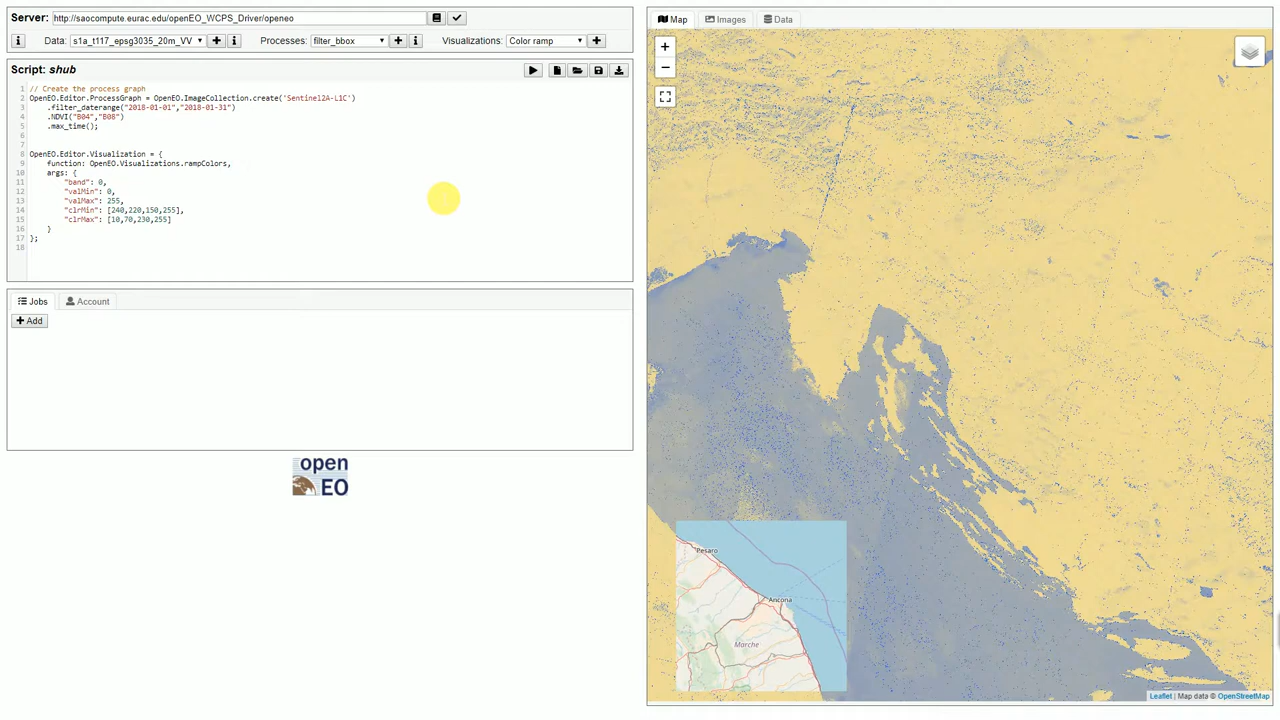 Server: http://saocompute.eurac.edu/openEO_WCPS_Driver/openeo
Data: s1a_t117_epsg3035_20m_VV Processes: filter_bbox Visualizations: Color ramp
Script: shub
1 // Create the process graph
2 OpenEO.Editor.ProcessGraph = OpenEO.ImageCollection.create('Sentinel2A-L1C')
3 .filter_daterange("2018-01-01","2018-01-31")
4 .NDVI("B04","B08")
5 .max_time();
6
7
8 OpenEO.Editor.Visualization = {
9 function: OpenEO.Visualizations.rampColors,
10 args: {
11 "band": 0,
12 "valMin": 0,
13 "valMax": 255,
14 "clrMin": [240,220,150,255],
15 "clrMax": [10,70,230,255]
16 }
17 };
18
Jobs Account
Add
open
EO
Map Images Data
+
−
Pesaro
Ancona
Marche
Leaflet | Map data © OpenStreetMap